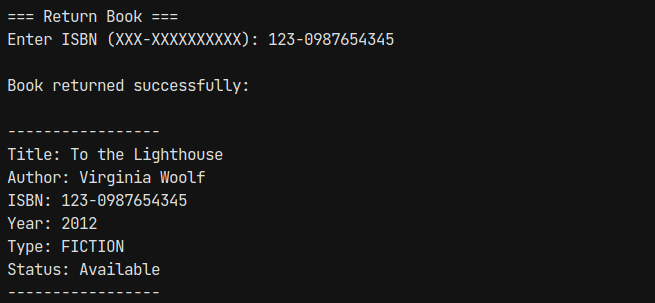 === Return Book ===
Enter ISBN (XXX-XXXXXXXXXX): 123-0987654345
Book returned successfully:
-----------------
Title: To the Lighthouse
Author: Virginia Woolf
ISBN: 123-0987654345
Year: 2012
Type: FICTION
Status: Available
-----------------